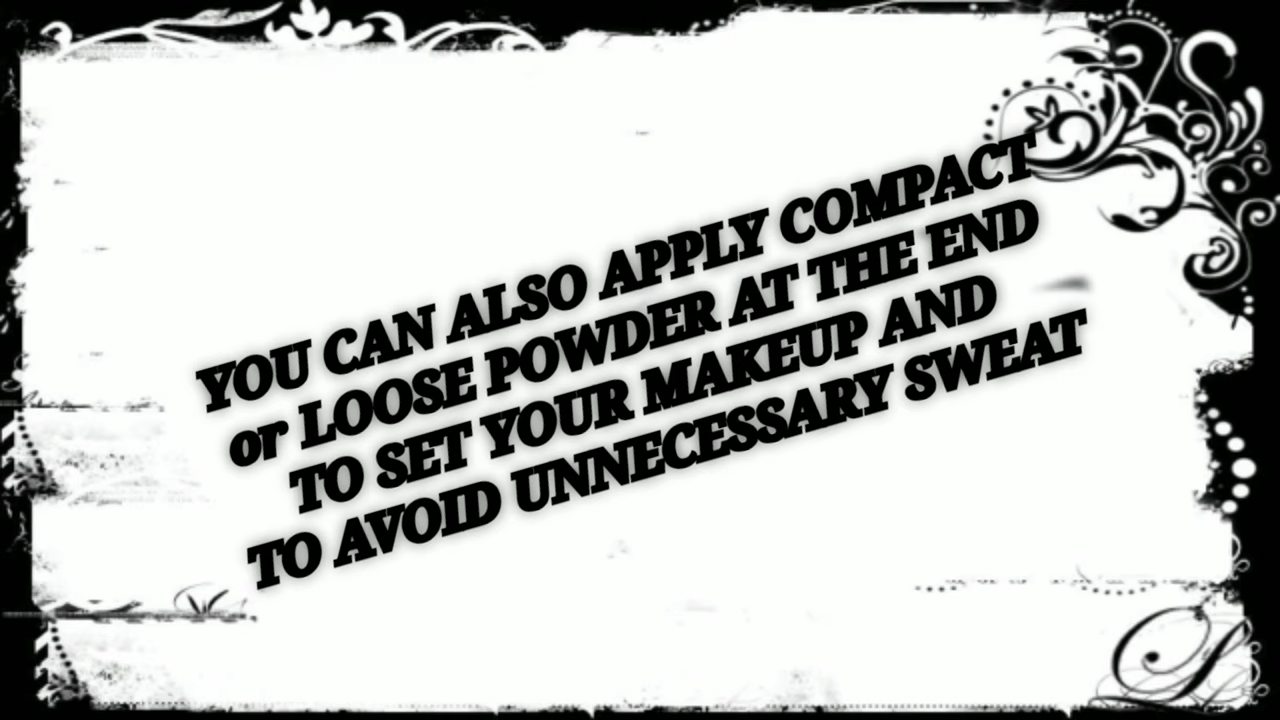 YOU CAN ALSO APPLY COMPACT
or LOOSE POWDER AT THE END
TO SET YOUR MAKEUP AND
TO AVOID UNNECESSARY SWEAT